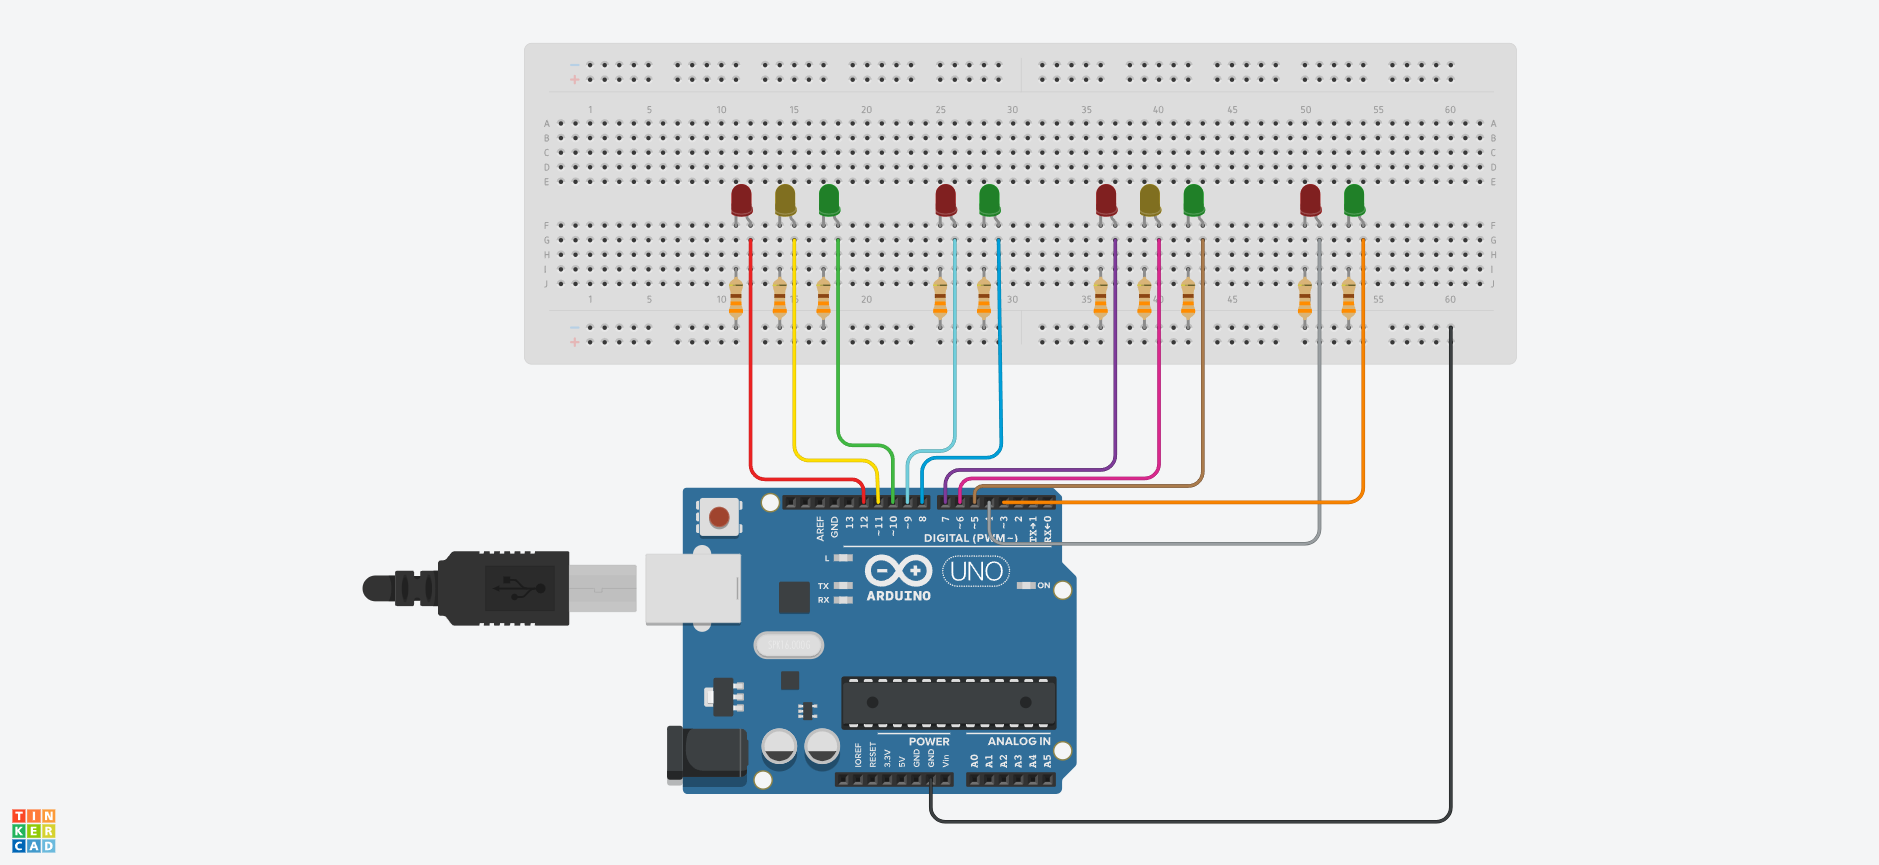 − 
+
1 5 10 15 20 25 30 35 40 45 50 55 60
A A
B B
C C
D D
E E
F F
G G
H H
I I
J J
1 5 10 15 20 30 35 40 45 55 60
−
+
AREF GND 13 12 ~11 ~10 ~9 8 7 ~6 ~5 ~3 2 TX→1 RX←0
DIGITAL (PWM~)
L
TX
RX
UNO
ON
ARDUINO
POWER ANALOG IN
IOREF RESET 3.3V 5V GND GND Vin A0 A1 A2 A3 A4 A5
TIN
KER
CAD